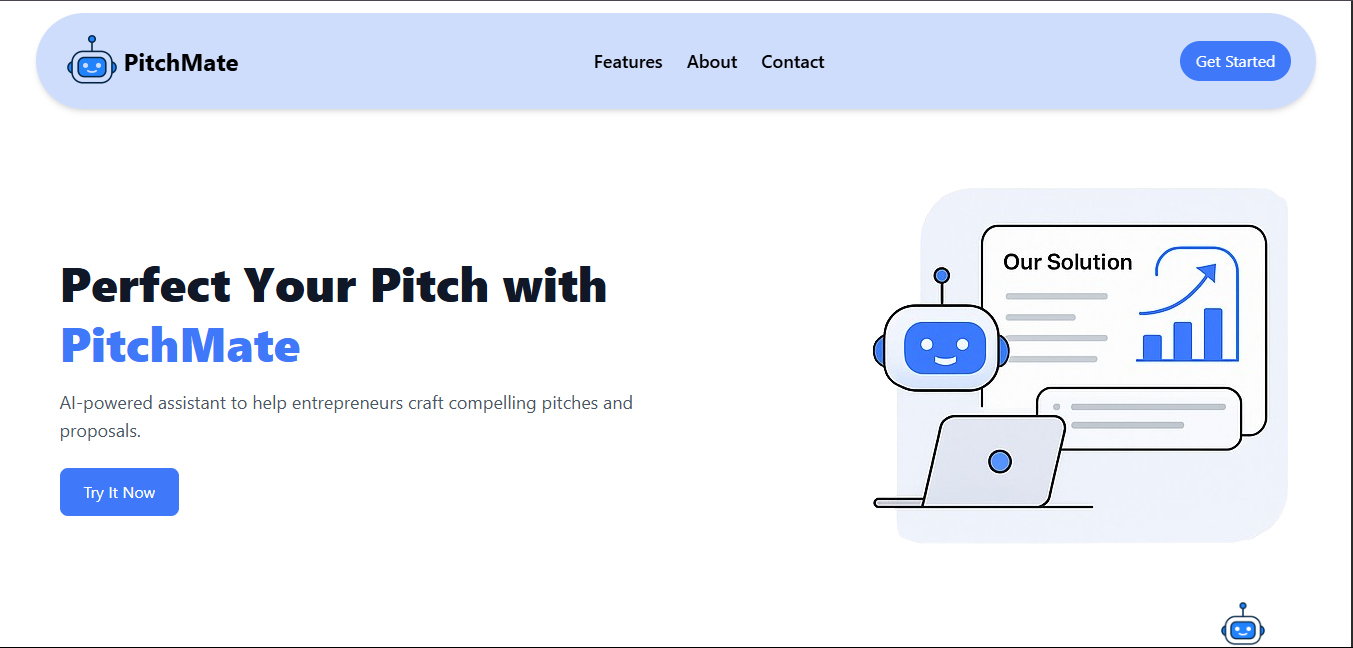 PitchMate
Features
About
Contact
Get Started
Perfect Your Pitch with
PitchMate
AI-powered assistant to help entrepreneurs craft compelling pitches and
proposals.
Try It Now
Our Solution